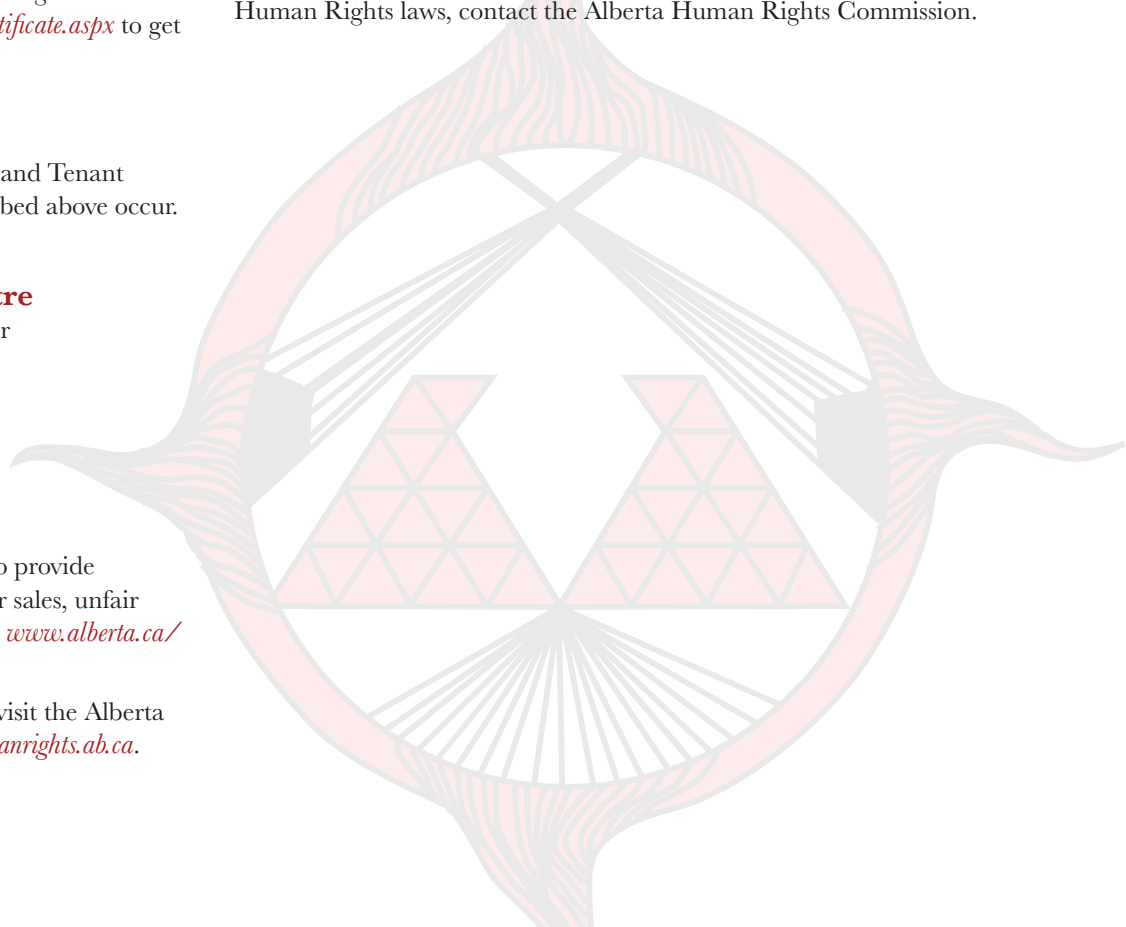 tificate.aspx to get
and Tenant
bed above occur.
tre
r
o provide
r sales, unfair
www.alberta.ca/
visit the Alberta
anrights.ab.ca.
Human Rights laws, contact the Alberta Human Rights Commission.